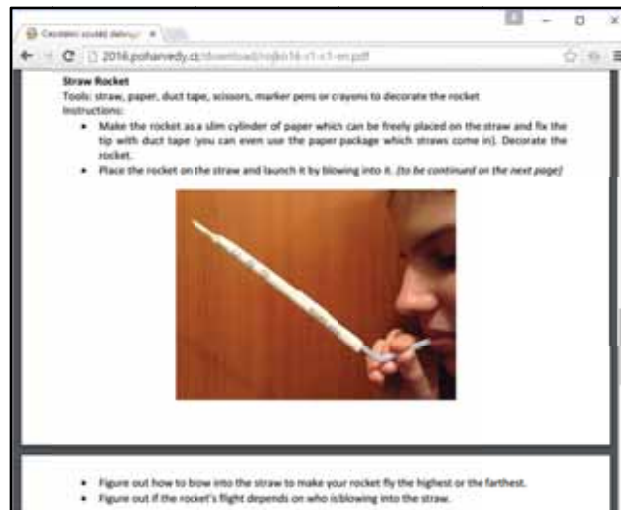 2016.poharvedy.cz/download/
Straw Rocket
Tools: straw, paper, duct tape, scissors, marker pens or crayons to decorate the rocket
Instructions:
• Make the rocket as a slim cylinder of paper which can be freely placed on the straw and fix the
tip with duct tape (you can even use the paper package which straws come in). Decorate the
rocket.
• Place the rocket on the straw and launch it by blowing into it. (to be continued on the next page)
• Figure out how to bow into the straw to make your rocket fly the highest or the farthest.
• Figure out if the rocket's flight depends on who is blowing into the straw.